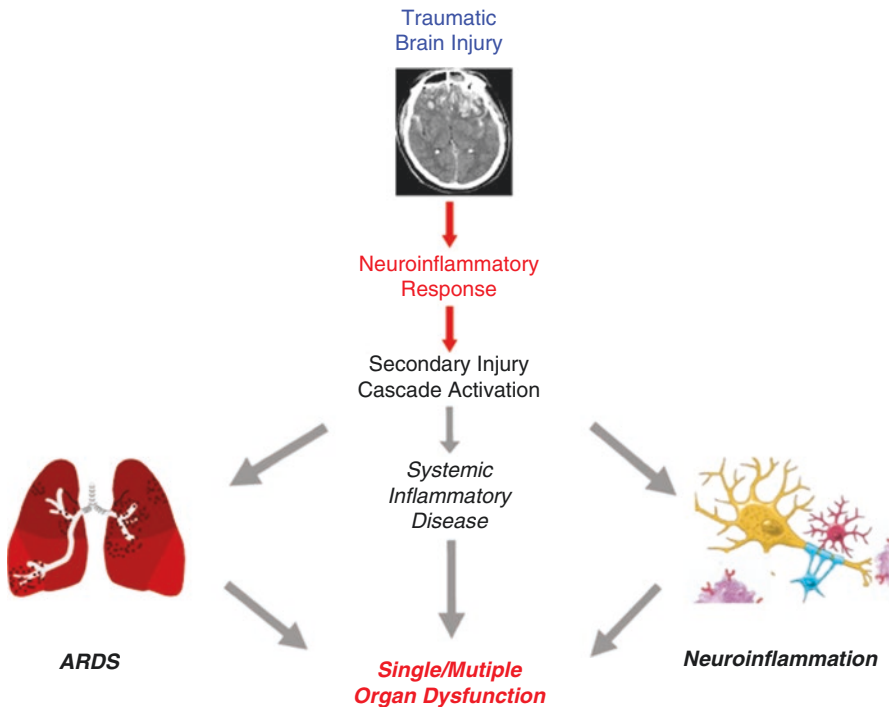 Traumatic
Brain Injury
Neuroinflammatory
Response
Secondary Injury
Cascade Activation
Systemic
Inflammatory
Disease
ARDS
Single/Mutiple
Organ Dysfunction
Neuroinflammation